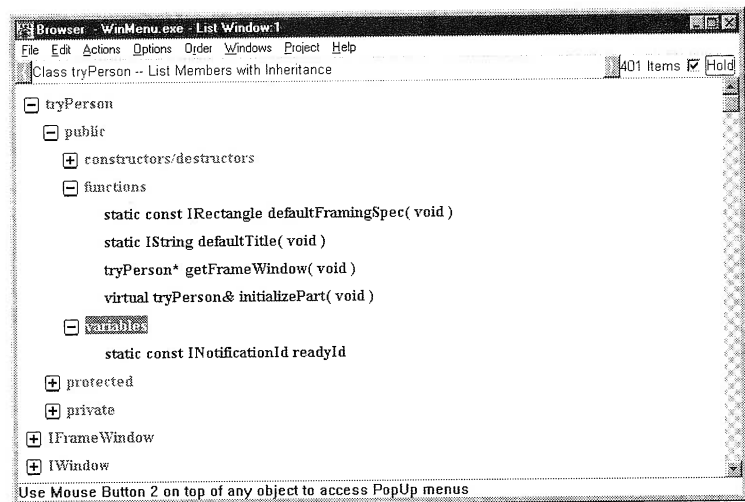 Browser - WinMenu.exe - List Window:1
File Edit Actions Options Order Windows Project Help
Class tryPerson -- List Members with Inheritance 401 Items Hold
tryPerson
public
constructors/destructors
functions
static const IRectangle defaultFramingSpec( void )
static IString defaultTitle( void )
tryPerson* getFrameWindow( void )
virtual tryPerson& initializePart( void )
variables
static const INotificationId readyId
protected
private
IFrameWindow
IWindow
Use Mouse Button 2 on top of any object to access PopUp menus